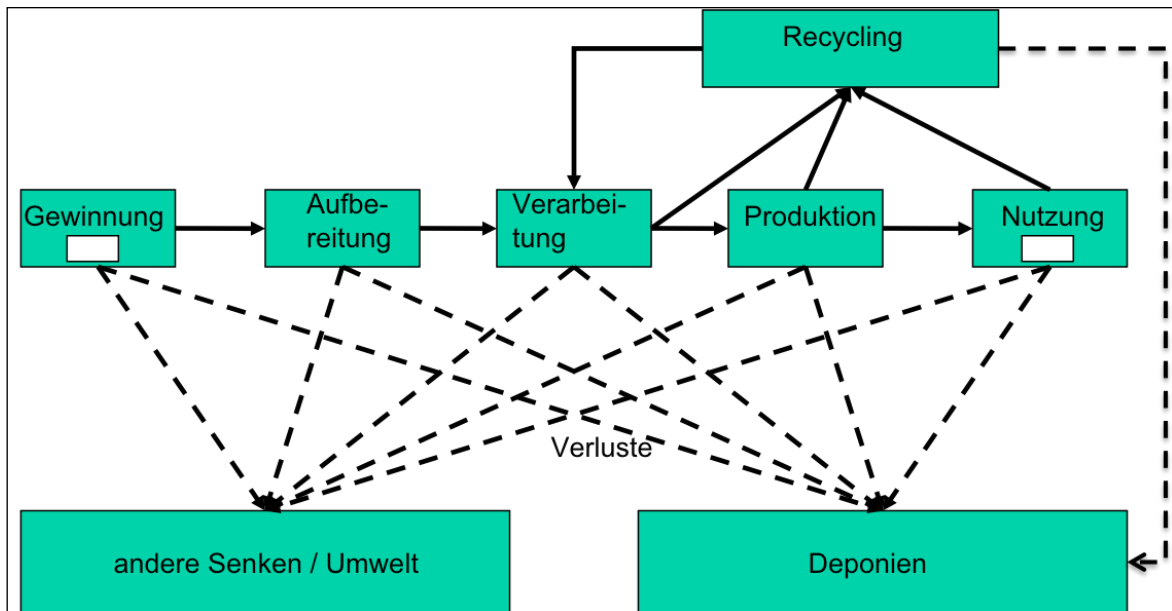 Recycling
Gewinnung
Aufbe-
reitung
Verarbei-
tung
Produktion
Nutzung
Verluste
andere Senken / Umwelt
Deponien